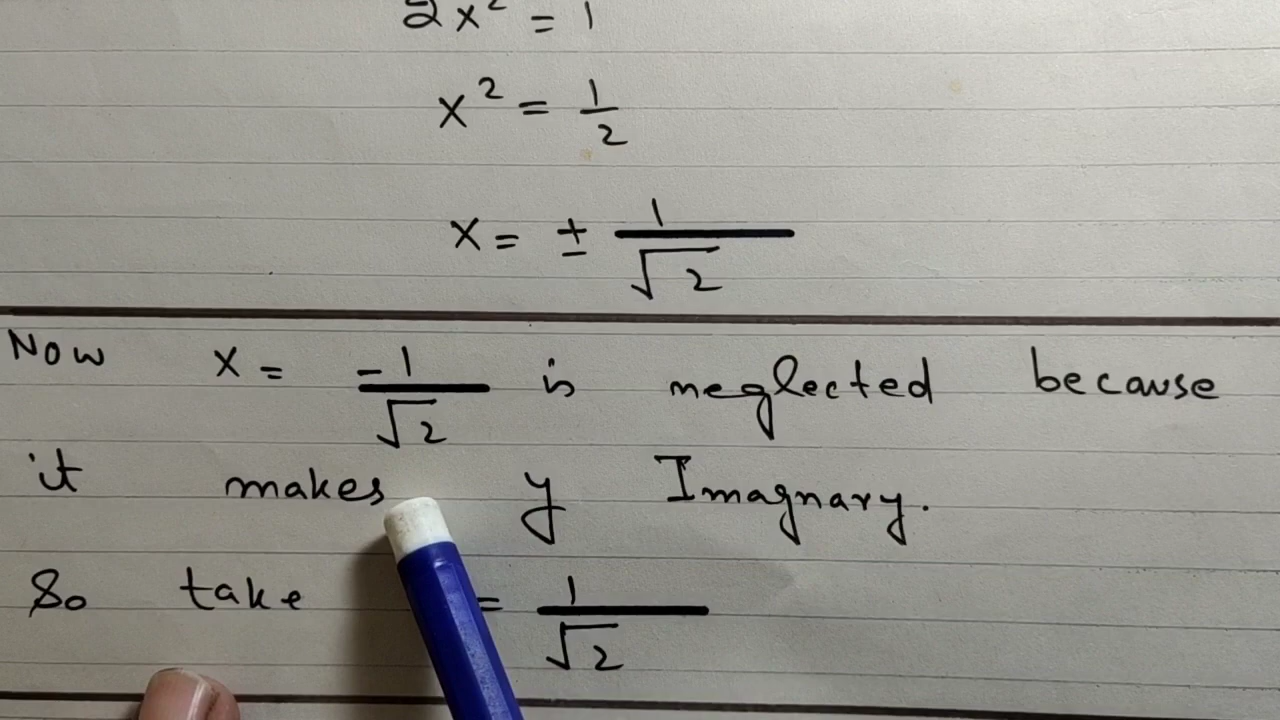 2x² = 1
x² = 1/2
x = ± 1/√2
Now x = -1/√2 is neglected because
it makes y Imagnary.
So take = 1/√2